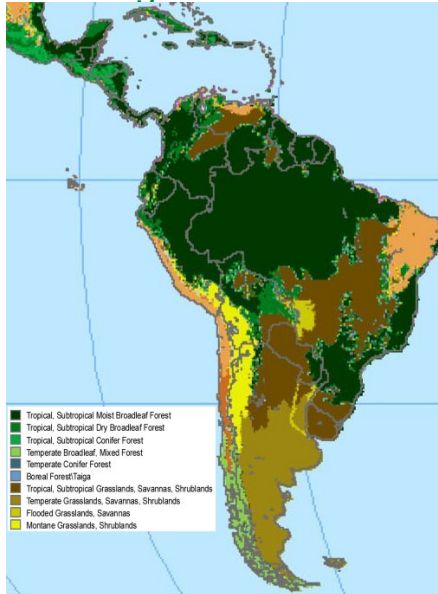 Tropical, Subtropical Moist Broadleaf Forest
Tropical, Subtropical Dry Broadleaf Forest
Tropical, Subtropical Conifer Forest
Temperate Broadleaf, Mixed Forest
Temperate Conifer Forest
Boreal Forest\Taiga
Tropical, Subtropical Grasslands, Savannas, Shrublands
Temperate Grasslands, Savannas, Shrublands
Flooded Grasslands, Savannas
Montane Grasslands, Shrublands